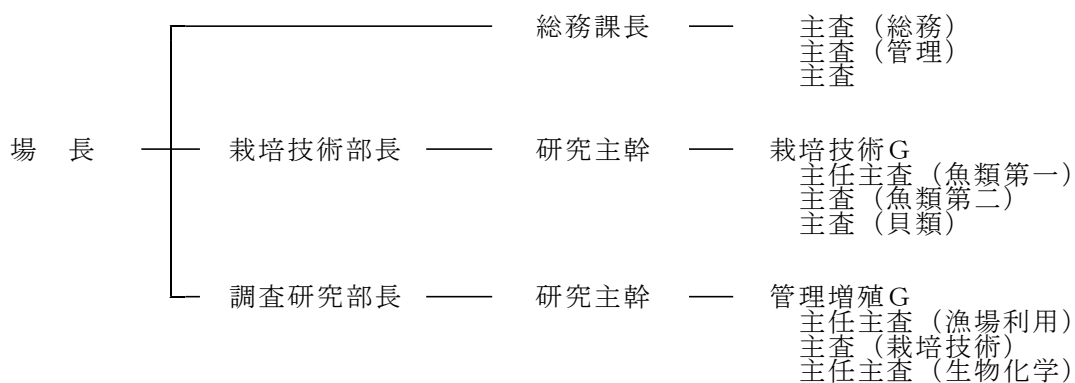 総務課長 主査（総務）
主査（管理）
主査
場　長 栽培技術部長 研究主幹 栽培技術Ｇ
主任主査（魚類第一）
主査（魚類第二）
主査（貝類）
調査研究部長 研究主幹 管理増殖Ｇ
主任主査（漁場利用）
主査（栽培技術）
主任主査（生物化学）